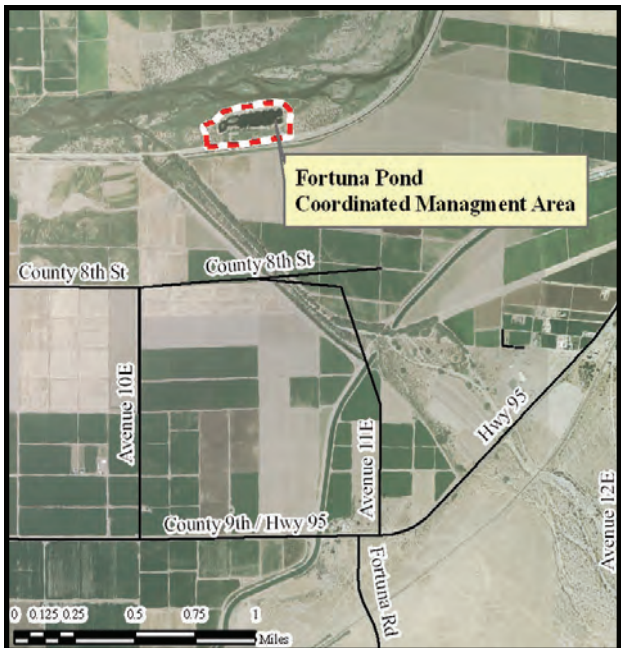 Fortuna Pond
Coordinated Managment Area
County 8th St
County 8th St
Avenue 10E
Avenue 11E
Hwy 95
Avenue 12E
County 9th / Hwy 95
Fortuna Rd
0 0.125 0.25 0.5 0.75 1
Miles